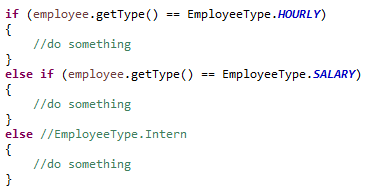 if (employee.getType() == EmployeeType.HOURLY)
{
    //do something
}
else if (employee.getType() == EmployeeType.SALARY)
{
    //do something
}
else //EmployeeType.Intern
{
    //do something
}